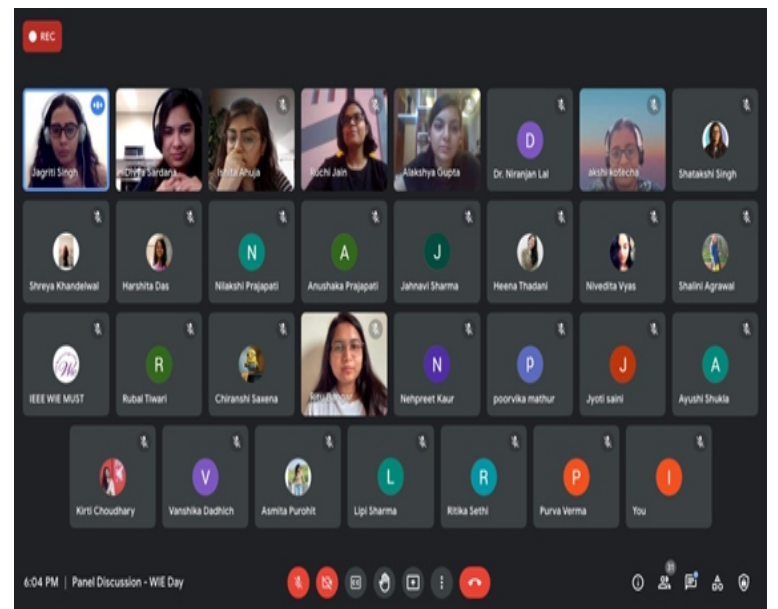 REC
Jagriti Singh
Divya Sardana
Ishita Ahuja
Ruchi Jain
Alakshya Gupta
D
Dr. Niranjan Lal
akshi kotecha
Shatakshi Singh
Shreya Khandelwal
Harshita Das
N
Nilakshi Prajapati
A
Anushaka Prajapati
J
Jahnavi Sharma
Heena Thadani
Nivedita Vyas
Shalini Agrawal
IEEE WIE MUST
R
Rubal Tiwari
Chiranshi Saxena
N
Nehpreet Kaur
P
poorvika mathur
J
Jyoti saini
A
Ayushi Shukla
Kirti Choudhary
V
Vanshika Dadhich
Asmita Purohit
L
Lipi Sharma
R
Ritika Sethi
P
Purva Verma
I
You
6:04 PM | Panel Discussion - WIE Day
31